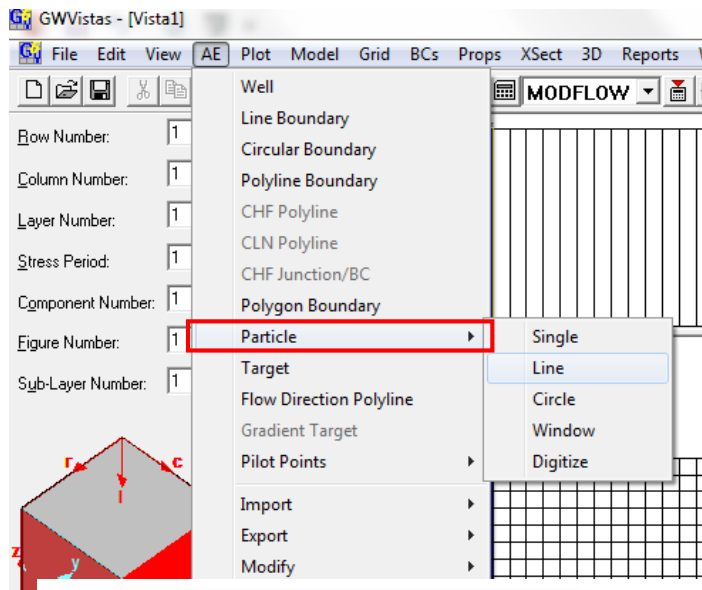 GWVistas - [Vista1]
File Edit View AE Plot Model Grid BCs Props XSect 3D Reports
MODFLOW
Row Number: 1
Column Number: 1
Layer Number: 1
Stress Period: 1
Component Number: 1
Figure Number: 1
Sub-Layer Number: 1
Well
Line Boundary
Circular Boundary
Polyline Boundary
CHF Polyline
CLN Polyline
CHF Junction/BC
Polygon Boundary
Particle
Target
Flow Direction Polyline
Gradient Target
Pilot Points
Import
Export
Modify
Single
Line
Circle
Window
Digitize
r c
l
z y